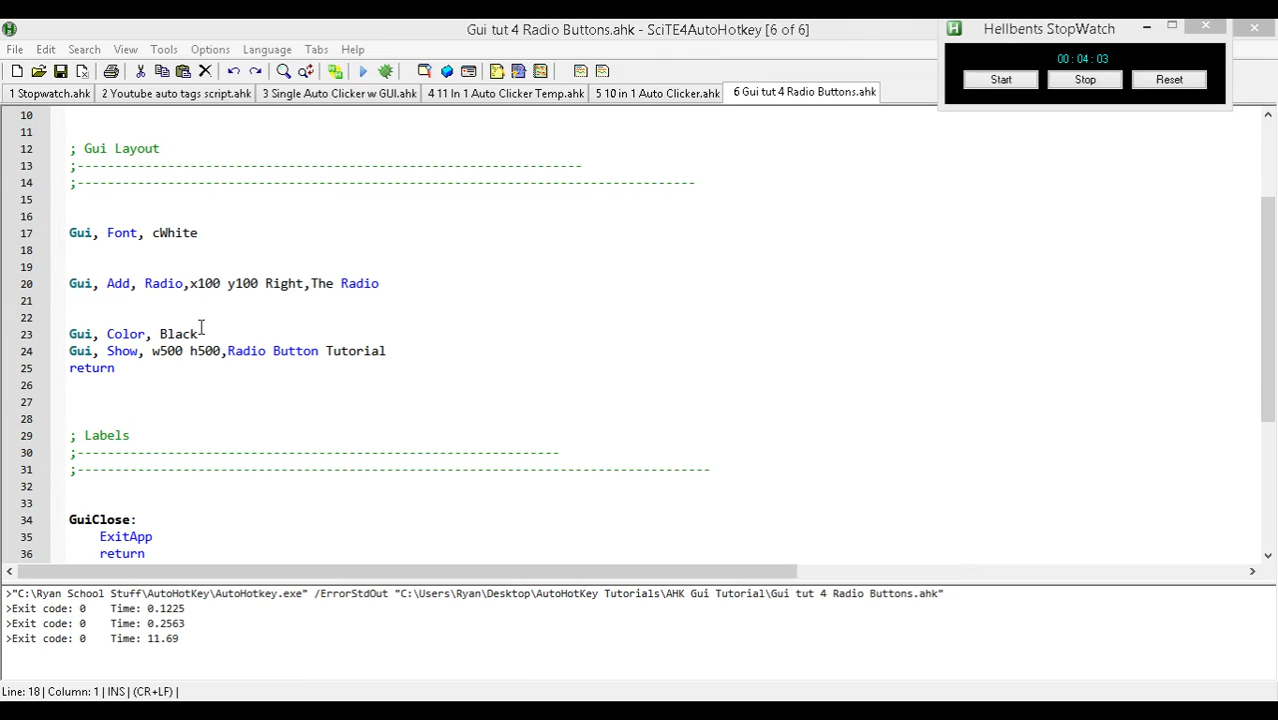 Gui tut 4 Radio Buttons.ahk - SciTE4AutoHotkey [6 of 6]
Hellbents StopWatch
File Edit Search View Tools Options Language Tabs Help
00 : 04 : 03
Start Stop Reset
1 Stopwatch.ahk 2 Youtube auto tags script.ahk 3 Single Auto Clicker w GUI.ahk 4 11 In 1 Auto Clicker Temp.ahk 5 10 in 1 Auto Clicker.ahk 6 Gui tut 4 Radio Buttons.ahk
10
11
12 ; Gui Layout
13 ;-------------------------------------------------------------------
14 ;----------------------------------------------------------------------------------
15
16
17 Gui, Font, cWhite
18
19
20 Gui, Add, Radio,x100 y100 Right,The Radio
21
22
23 Gui, Color, Black
24 Gui, Show, w500 h500,Radio Button Tutorial
25 return
26
27
28
29 ; Labels
30 ;----------------------------------------------------------------
31 ;------------------------------------------------------------------------------------
32
33
34 GuiClose:
35 ExitApp
36 return
>"C:\Ryan School Stuff\AutoHotKey\AutoHotkey.exe" /ErrorStdOut "C:\Users\Ryan\Desktop\AutoHotKey Tutorials\AHK Gui Tutorial\Gui tut 4 Radio Buttons.ahk"
>Exit code: 0 Time: 0.1225
>Exit code: 0 Time: 0.2563
>Exit code: 0 Time: 11.69
Line: 18 | Column: 1 | INS | (CR+LF) |